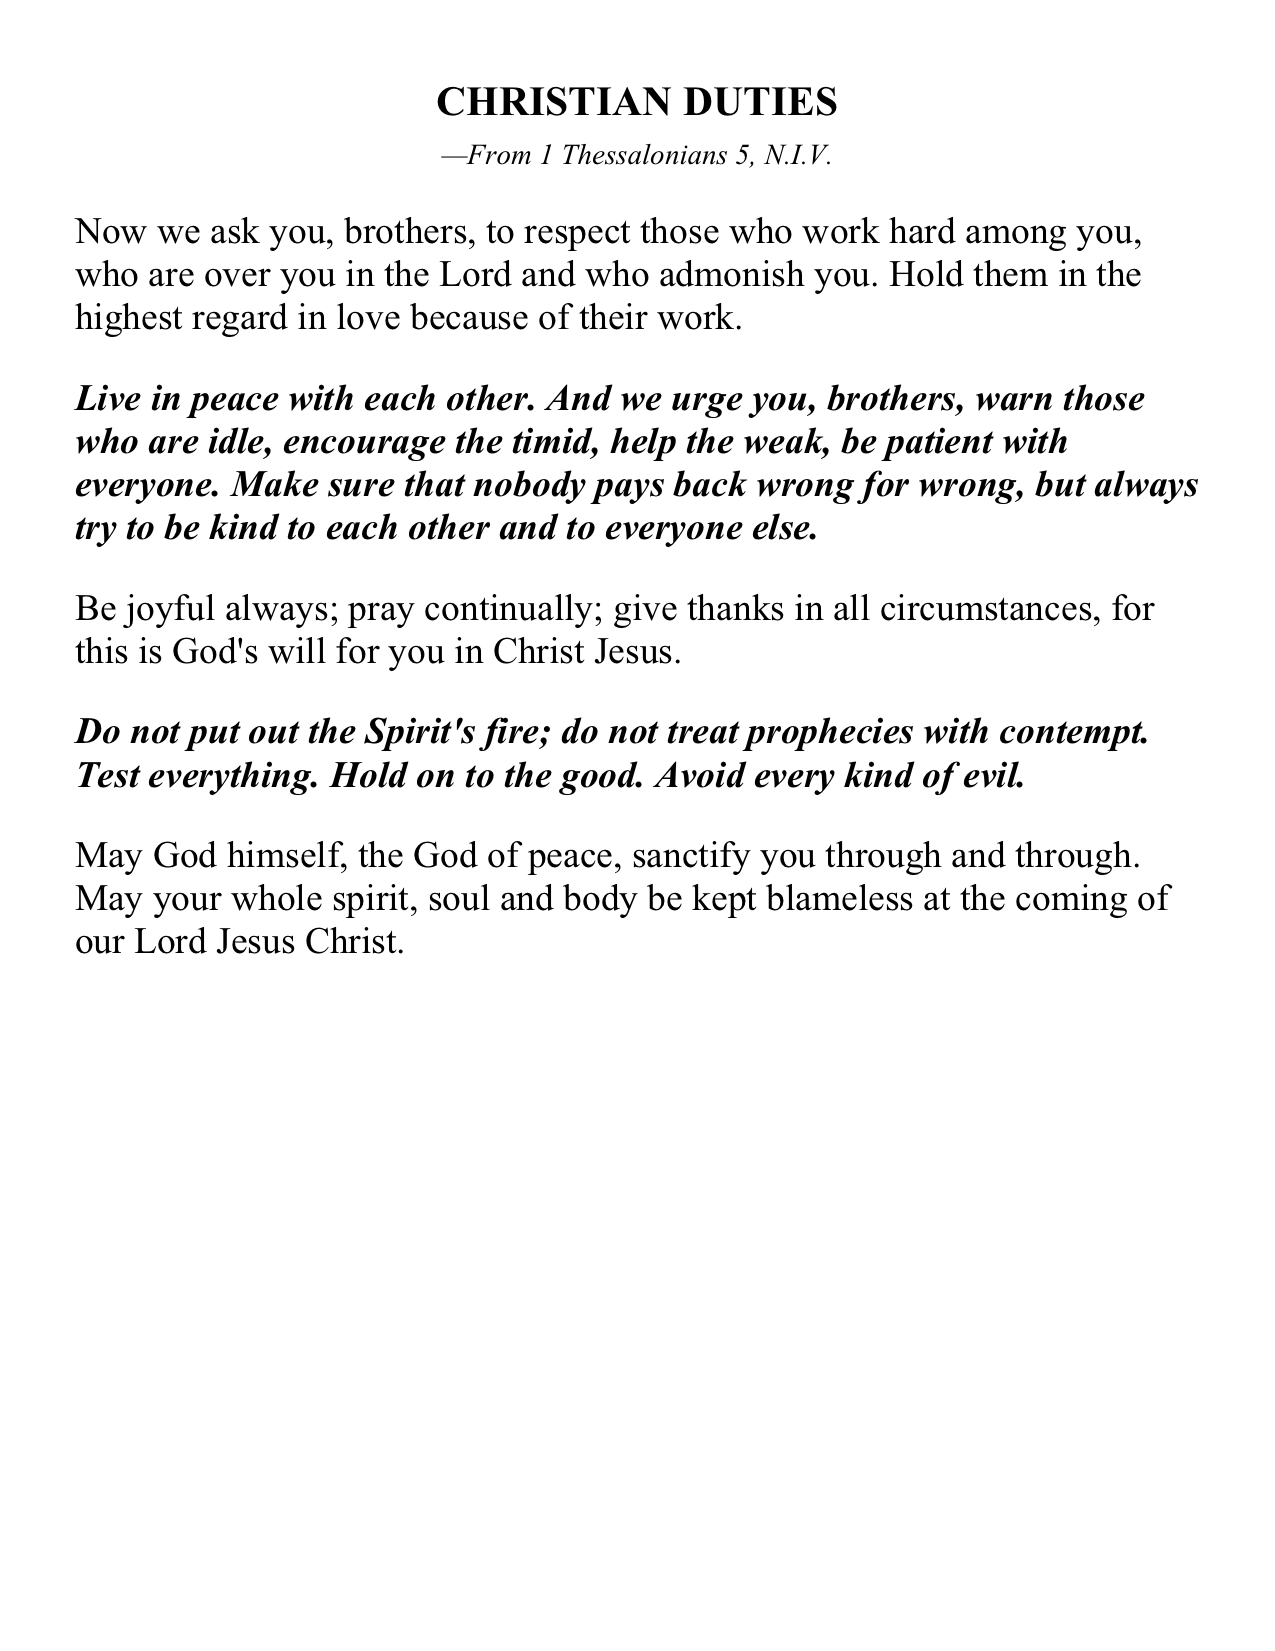 CHRISTIAN DUTIES
—From 1 Thessalonians 5, N.I.V.
Now we ask you, brothers, to respect those who work hard among you,
who are over you in the Lord and who admonish you. Hold them in the
highest regard in love because of their work.
Live in peace with each other. And we urge you, brothers, warn those
who are idle, encourage the timid, help the weak, be patient with
everyone. Make sure that nobody pays back wrong for wrong, but always
try to be kind to each other and to everyone else.
Be joyful always; pray continually; give thanks in all circumstances, for
this is God's will for you in Christ Jesus.
Do not put out the Spirit's fire; do not treat prophecies with contempt.
Test everything. Hold on to the good. Avoid every kind of evil.
May God himself, the God of peace, sanctify you through and through.
May your whole spirit, soul and body be kept blameless at the coming of
our Lord Jesus Christ.